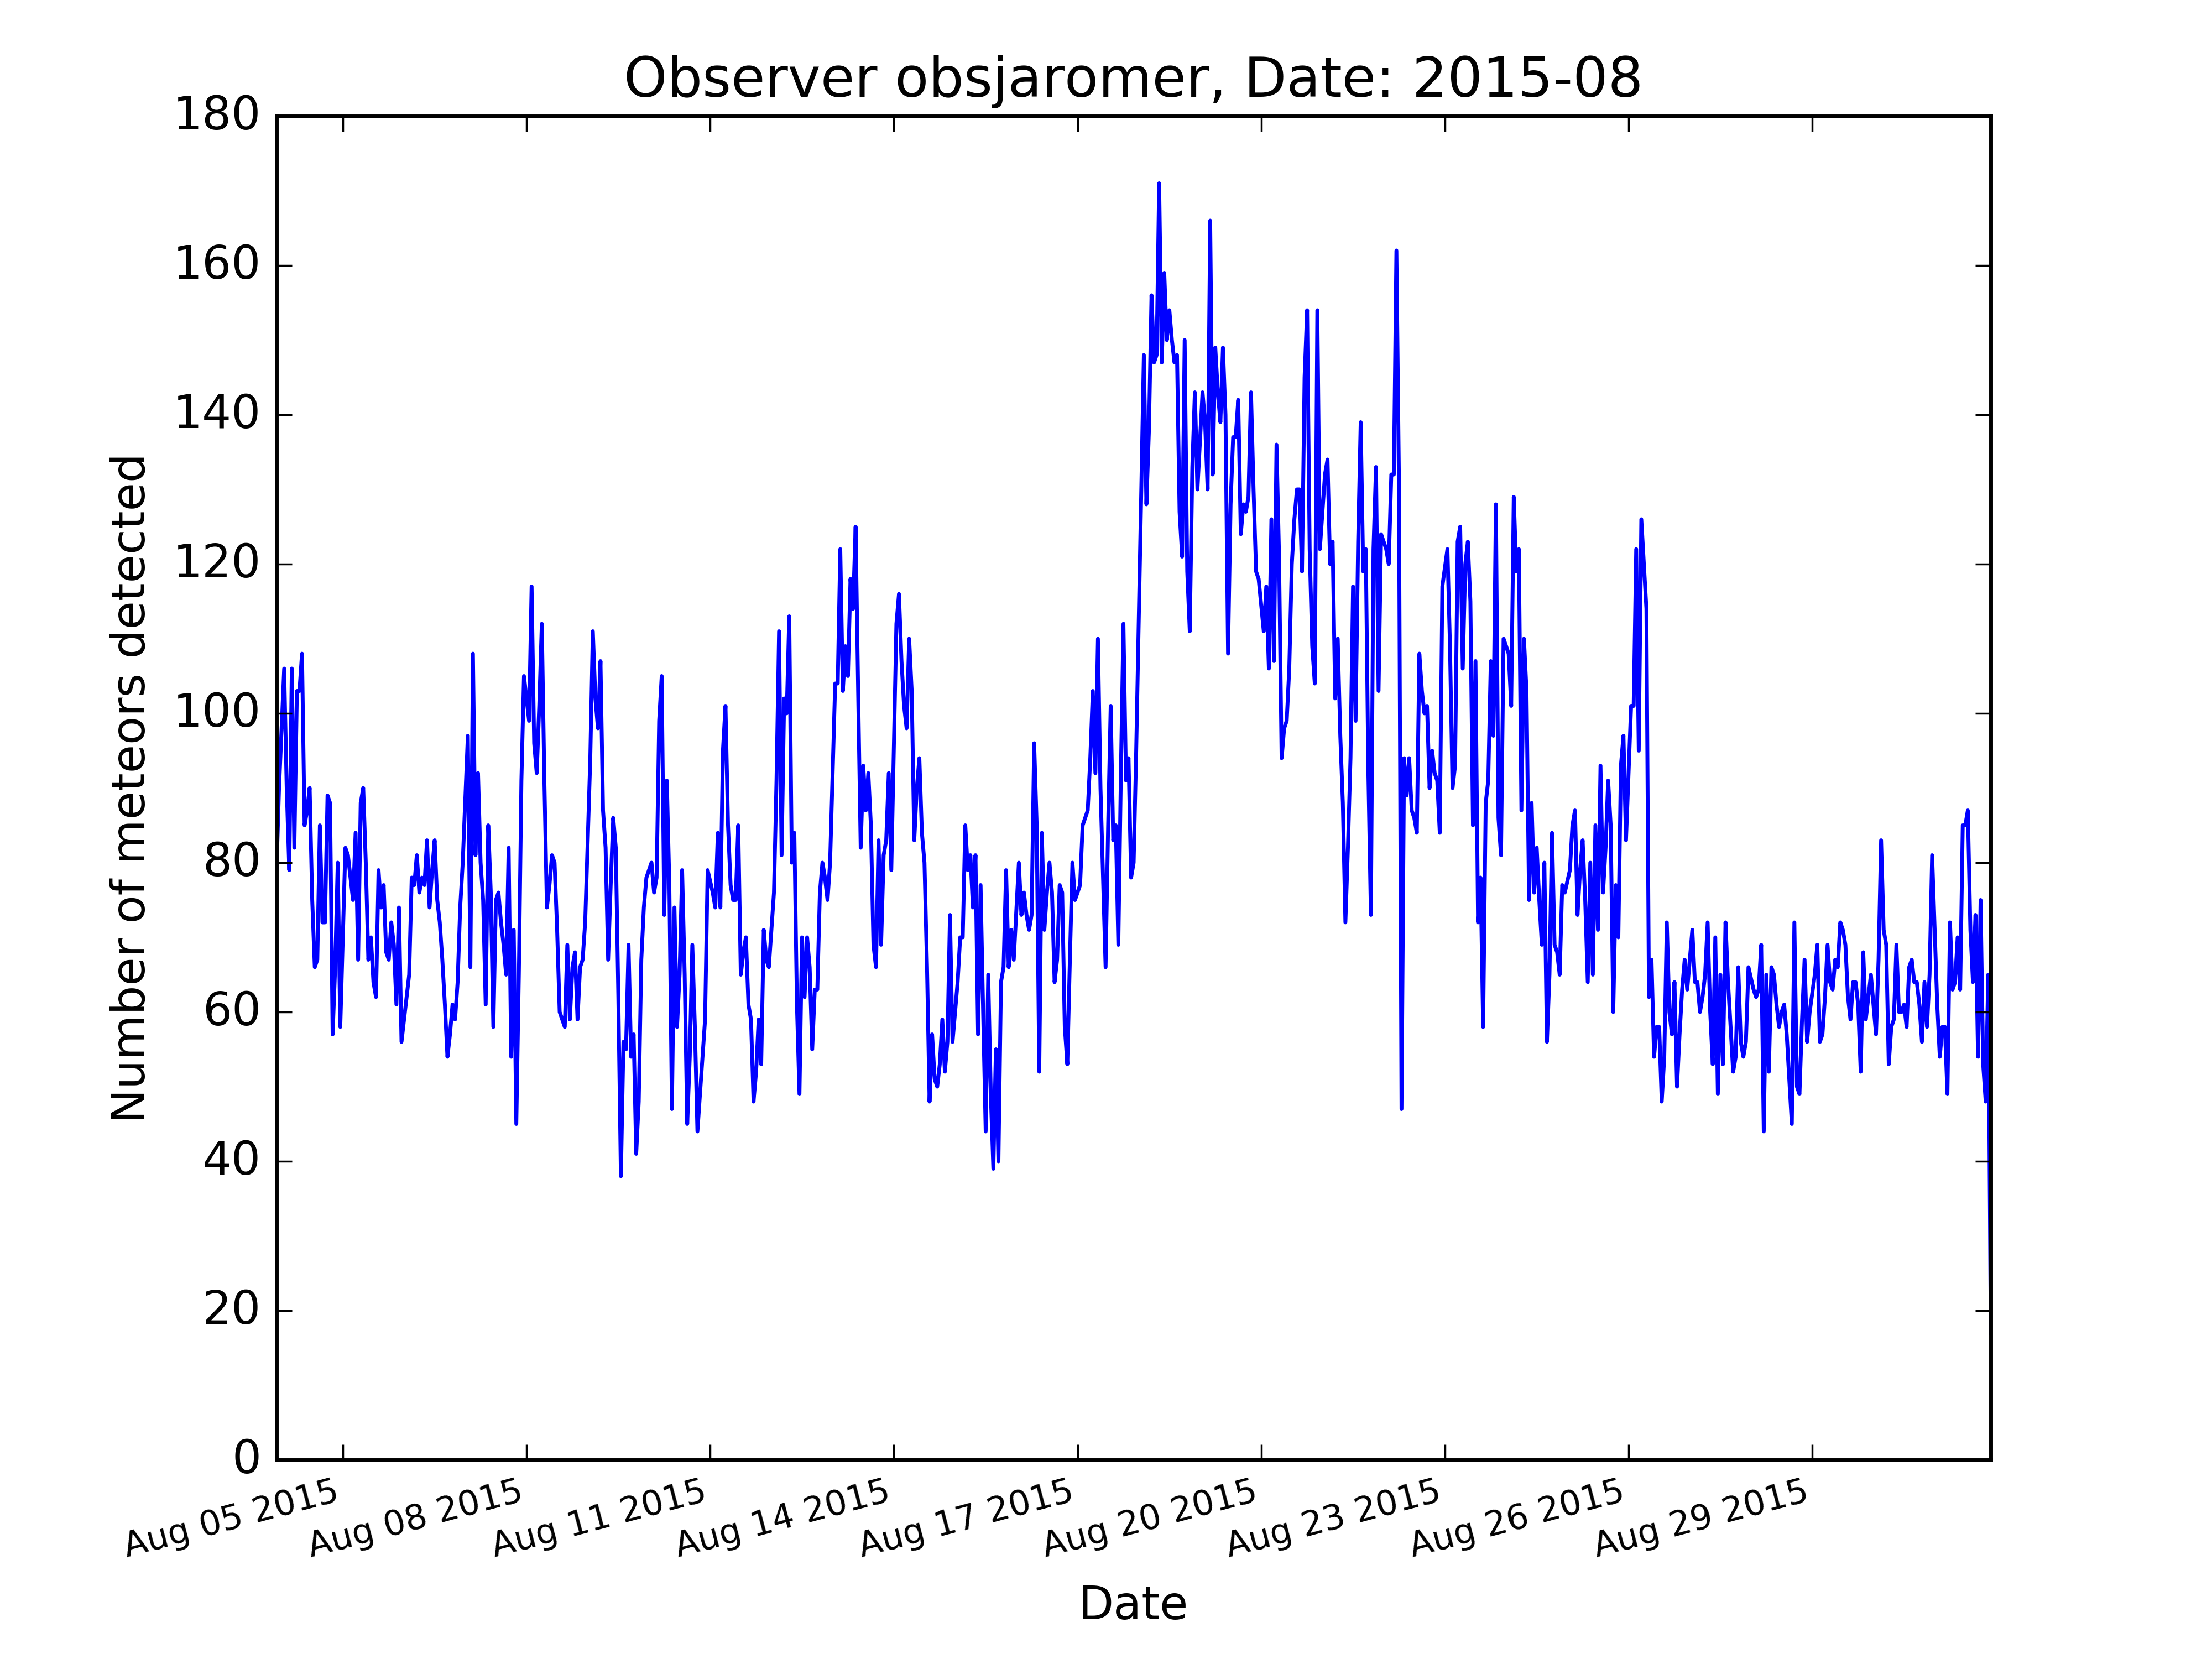 Observer obsjaromer, Date: 2015-08
Number of meteors detected
180
160
140
120
100
80
60
40
20
0
Aug 05 2015
Aug 08 2015
Aug 11 2015
Aug 14 2015
Aug 17 2015
Aug 20 2015
Aug 23 2015
Aug 26 2015
Aug 29 2015
Date